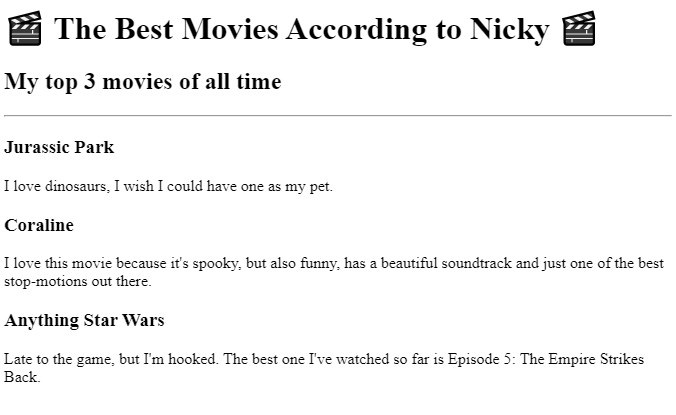 🎬 The Best Movies According to Nicky 🎬
My top 3 movies of all time
Jurassic Park
I love dinosaurs, I wish I could have one as my pet.
Coraline
I love this movie because it's spooky, but also funny, has a beautiful soundtrack and just one of the best
stop-motions out there.
Anything Star Wars
Late to the game, but I'm hooked. The best one I've watched so far is Episode 5: The Empire Strikes
Back.